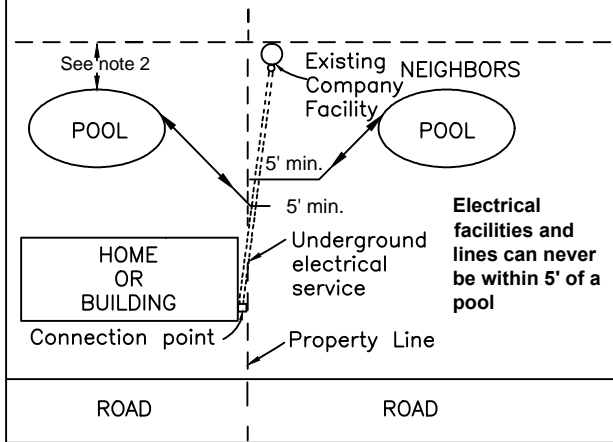 See note 2
Existing
Company
Facility
NEIGHBORS
POOL
POOL
5' min.
5' min.
Electrical
facilities and
lines can never
be within 5' of a
pool
HOME
OR
BUILDING
Underground
electrical
service
Connection point
Property Line
ROAD
ROAD